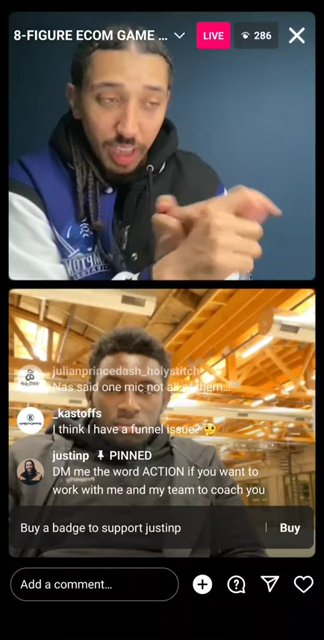 8-FIGURE ECOM GAME ...
LIVE
286
julianprincedash_holystitch
Nas said one mic not all of them...
_kastoffs
I think I have a funnel issue?
justinp PINNED
DM me the word ACTION if you want
to work with me and my team to coach you
Buy a badge to support justinp
Buy
Add a comment...